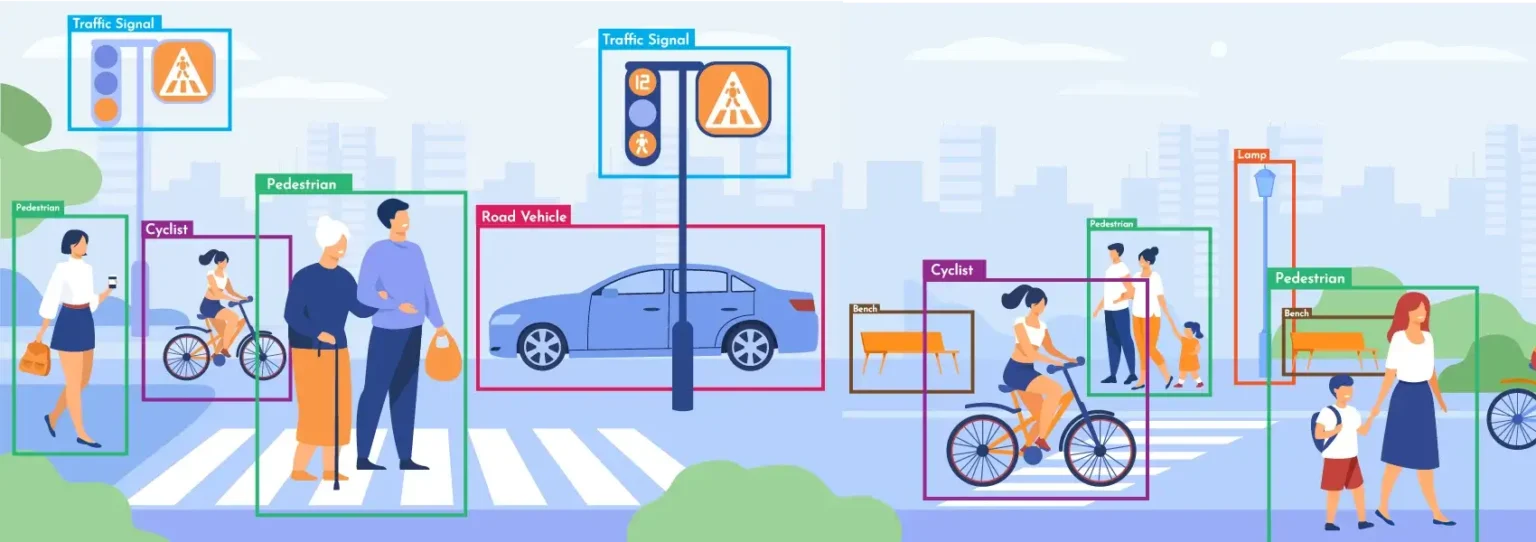 Traffic Signal
Traffic Signal
12
Lamp
Pedestrian
Pedestrian
Road Vehicle
Cyclist
Pedestrian
Cyclist
Pedestrian
Bench
Bench